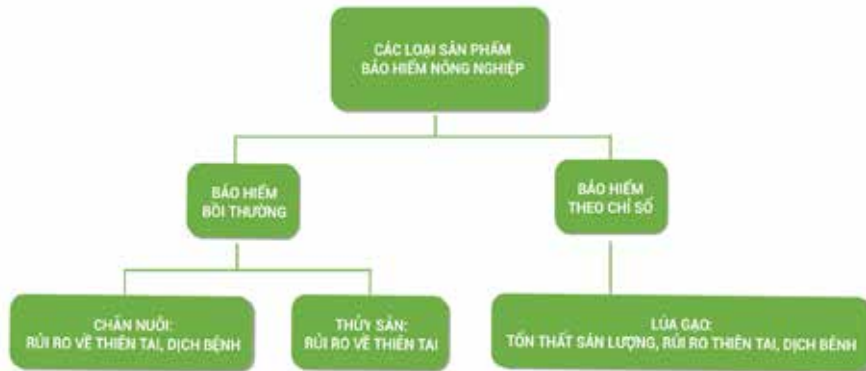 CÁC LOẠI SẢN PHẨM
BẢO HIỂM NÔNG NGHIỆP
BẢO HIỂM
BỒI THƯỜNG
BẢO HIỂM
THEO CHỈ SỐ
CHĂN NUÔI:
RỦI RO VỀ THIÊN TAI, DỊCH BỆNH
THỦY SẢN:
RỦI RO VỀ THIÊN TAI
LÚA GẠO:
TỔN THẤT SẢN LƯỢNG, RỦI RO THIÊN TAI, DỊCH BỆNH